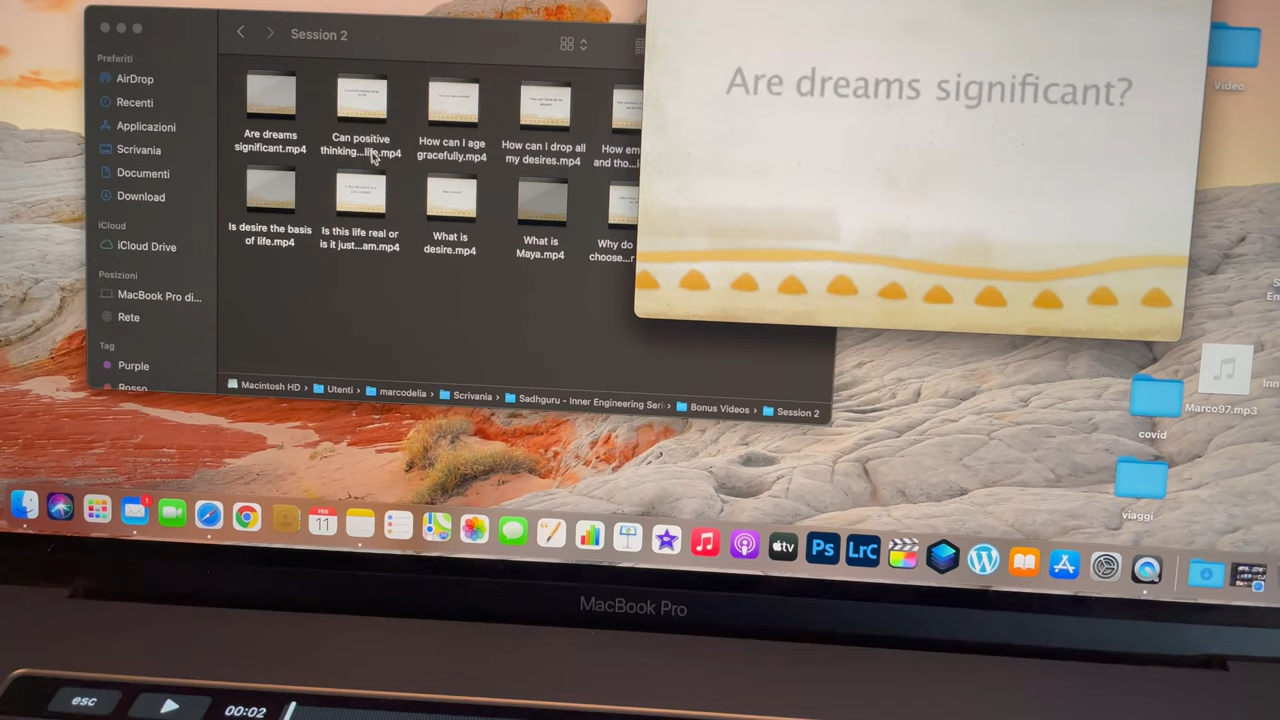 Session 2
Preferiti
AirDrop
Recenti
Applicazioni
Scrivania
Documenti
Download
iCloud
iCloud Drive
Posizioni
MacBook Pro di...
Rete
Tag
Purple
Rosso
Are dreams
significant.mp4
Can positive
thinking...life.mp4
How can I age
gracefully.mp4
How can I drop all
my desires.mp4
How em
and tho...
Is desire the basis
of life.mp4
Is this life real or
is it just...am.mp4
What is
desire.mp4
What is
Maya.mp4
Why do
choose...r
Macintosh HD › Utenti › marcodelia › Scrivania › Sadhguru - Inner Engineering Seri › Bonus Videos › Session 2
Are dreams significant?
Video
Marco97.mp3
covid
viaggi
1
FEB
11
tv
Ps
LrC
MacBook Pro
esc
00:02